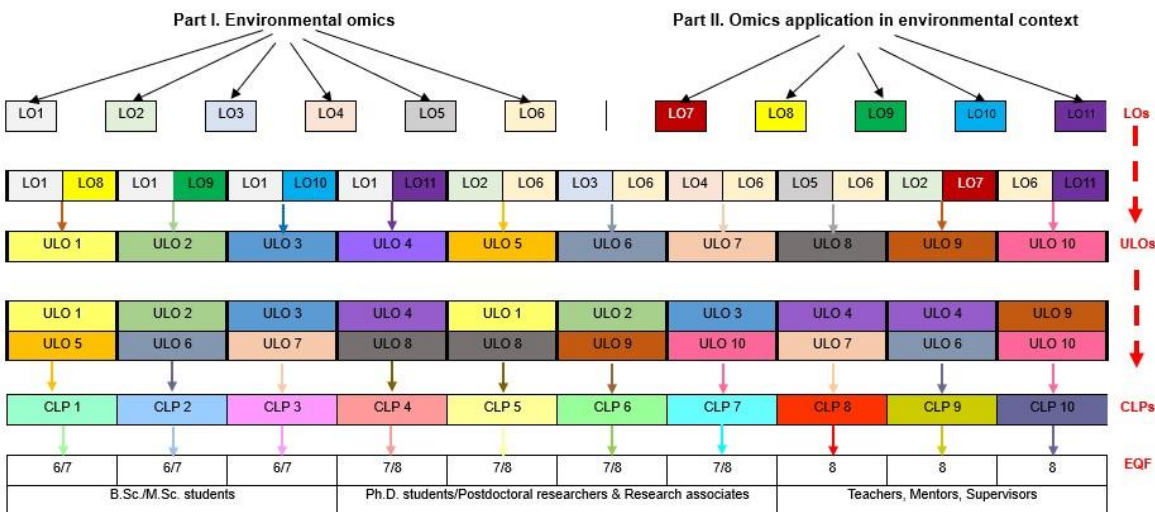 Part I. Environmental omics Part II. Omics application in environmental context
LO1 LO2 LO3 LO4 LO5 LO6 LO7 LO8 LO9 LO10 LO11 LOs
LO1 LO8 LO1 LO9 LO1 LO10 LO1 LO11 LO2 LO6 LO3 LO6 LO4 LO6 LO5 LO6 LO2 LO7 LO6 LO11
ULO 1 ULO 2 ULO 3 ULO 4 ULO 5 ULO 6 ULO 7 ULO 8 ULO 9 ULO 10 ULOs
ULO 1 ULO 2 ULO 3 ULO 4 ULO 1 ULO 2 ULO 3 ULO 4 ULO 4 ULO 9
ULO 5 ULO 6 ULO 7 ULO 8 ULO 8 ULO 9 ULO 10 ULO 7 ULO 6 ULO 10
CLP 1 CLP 2 CLP 3 CLP 4 CLP 5 CLP 6 CLP 7 CLP 8 CLP 9 CLP 10 CLPs
6/7 6/7 6/7 7/8 7/8 7/8 7/8 8 8 8 EQF
B.Sc./M.Sc. students Ph.D. students/Postdoctoral researchers & Research associates Teachers, Mentors, Supervisors